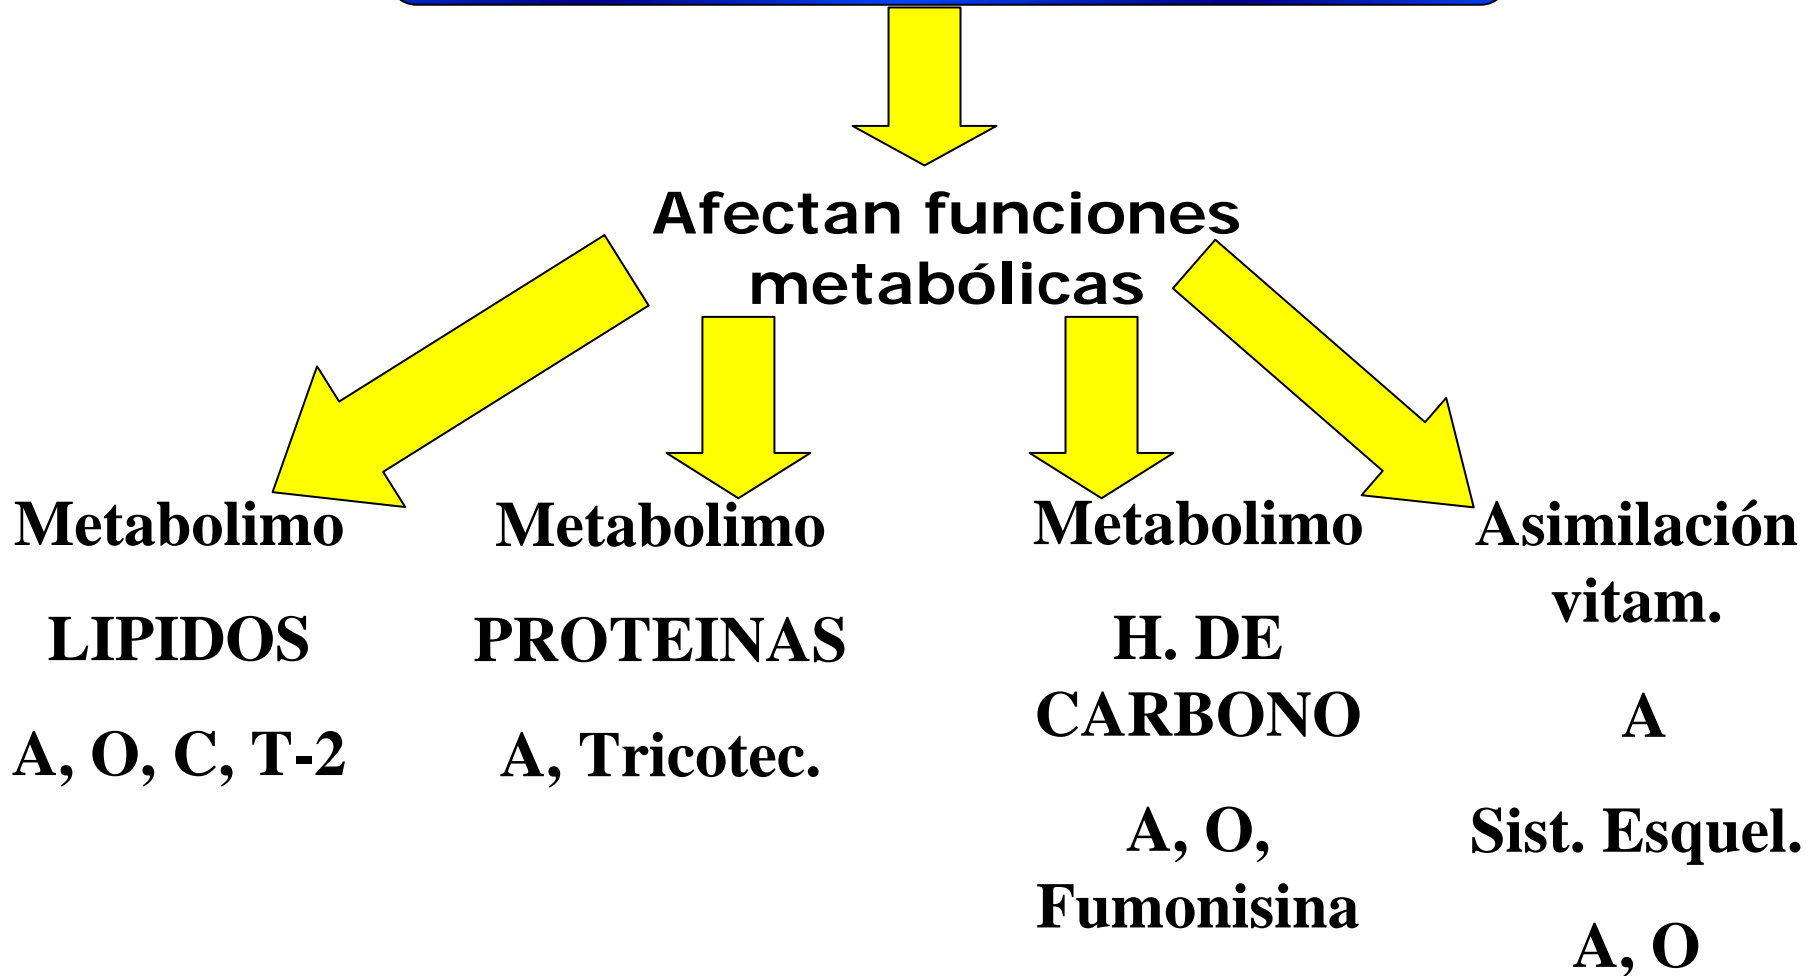 Afectan funciones
metabólicas
Metabolimo
LIPIDOS
A, O, C, T-2
Metabolimo
PROTEINAS
A, Tricotec.
Metabolimo
H. DE
CARBONO
A, O,
Fumonisina
Asimilación
vitam.
A
Sist. Esquel.
A, O